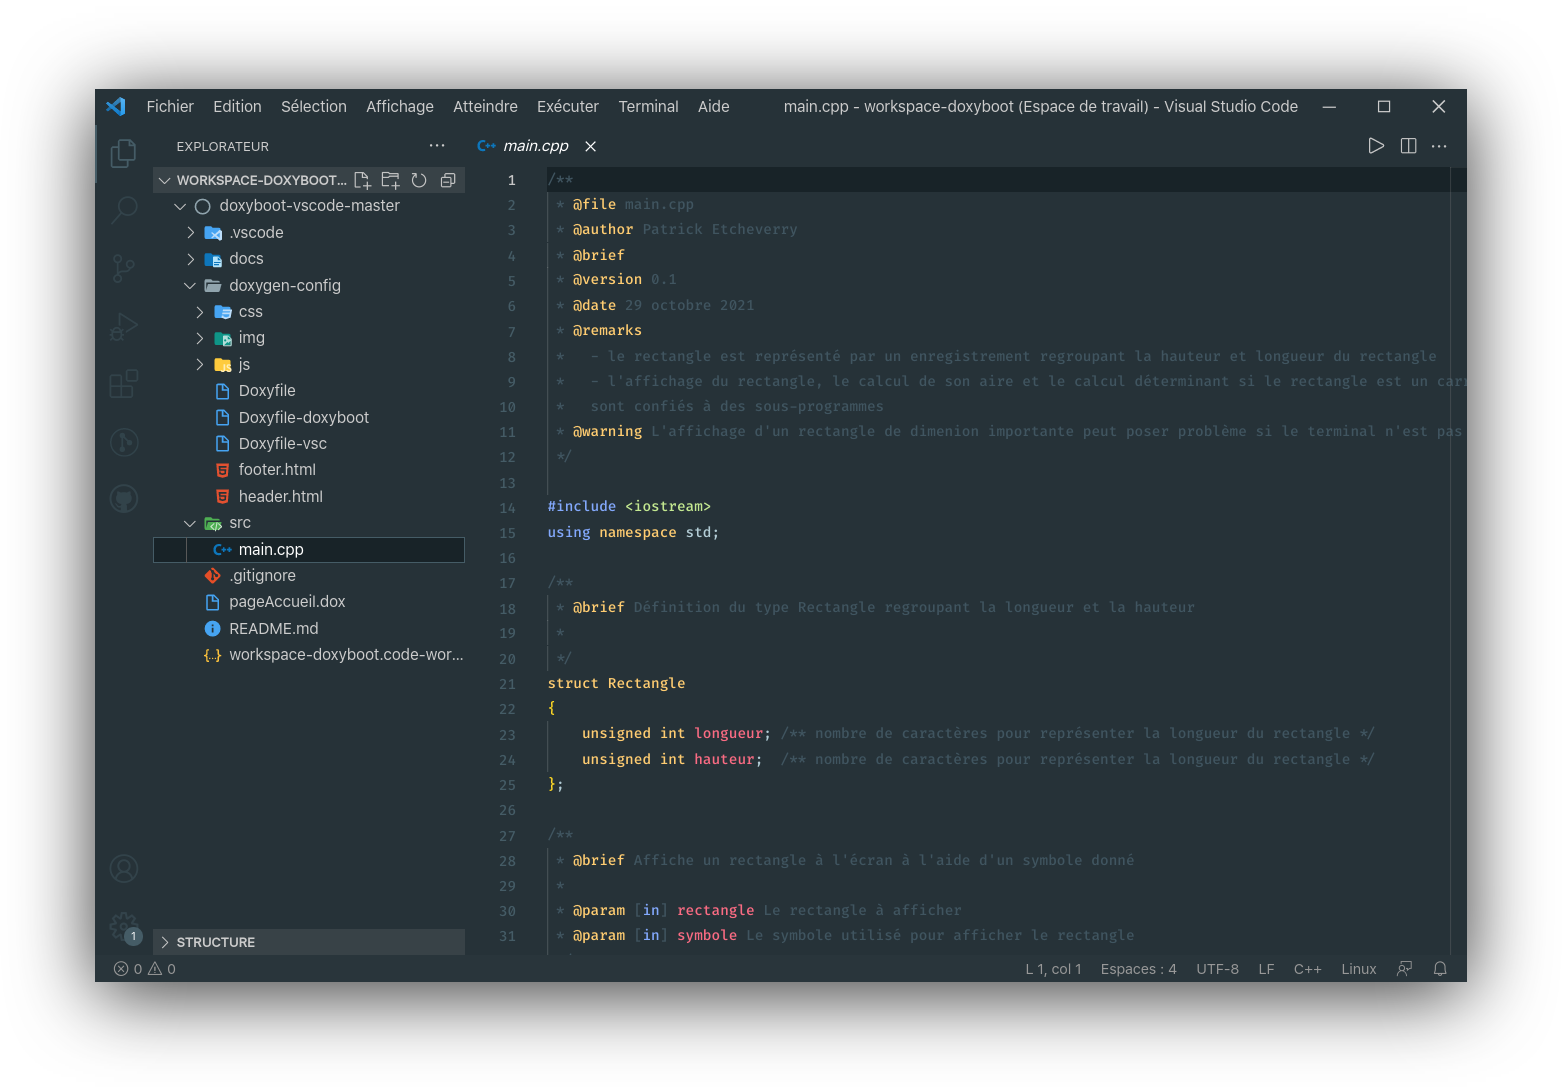 Fichier Edition Sélection Affichage Atteindre Exécuter Terminal Aide main.cpp - workspace-doxyboot (Espace de travail) - Visual Studio Code
EXPLORATEUR ···
WORKSPACE-DOXYBOOT...
doxyboot-vscode-master
.vscode
docs
doxygen-config
css
img
js
Doxyfile
Doxyfile-doxyboot
Doxyfile-vsc
footer.html
header.html
src
C++ main.cpp
.gitignore
pageAccueil.dox
README.md
{..} workspace-doxyboot.code-wor...
STRUCTURE
1
C++ main.cpp
1 /**
2 * @file main.cpp
3 * @author Patrick Etcheverry
4 * @brief
5 * @version 0.1
6 * @date 29 octobre 2021
7 * @remarks
8 *   - le rectangle est représenté par un enregistrement regroupant la hauteur et longueur du rectangle
9 *   - l'affichage du rectangle, le calcul de son aire et le calcul déterminant si le rectangle est un carr
10 *   sont confiés à des sous-programmes
11 * @warning L'affichage d'un rectangle de dimenion importante peut poser problème si le terminal n'est pas
12 */
13
14 #include <iostream>
15 using namespace std;
16
17 /**
18 * @brief Définition du type Rectangle regroupant la longueur et la hauteur
19 *
20 */
21 struct Rectangle
22 {
23     unsigned int longueur; /** nombre de caractères pour représenter la longueur du rectangle */
24     unsigned int hauteur;  /** nombre de caractères pour représenter la longueur du rectangle */
25 };
26
27 /**
28 * @brief Affiche un rectangle à l'écran à l'aide d'un symbole donné
29 *
30 * @param [in] rectangle Le rectangle à afficher
31 * @param [in] symbole Le symbole utilisé pour afficher le rectangle
0 0 L 1, col 1 Espaces : 4 UTF-8 LF C++ Linux